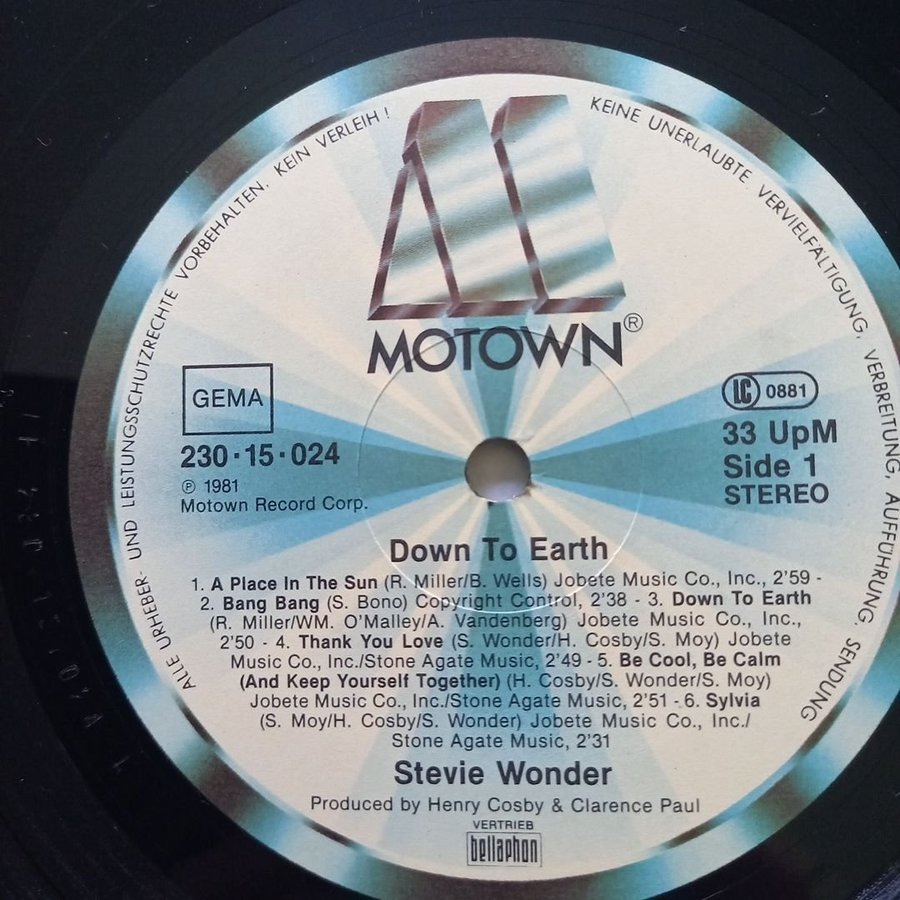 ALLE URHEBER- UND LEISTUNGSSCHUTZRECHTE VORBEHALTEN. KEIN VERLEIH!
KEINE UNERLAUBTE VERVIELFÄLTIGUNG, VERBREITUNG, AUFFÜHRUNG, SENDUNG
MOTOWN®
GEMA
230·15·024
℗ 1981
Motown Record Corp.
LC 0881
33 UpM
Side 1
STEREO
Down To Earth
1. A Place In The Sun (R. Miller/B. Wells) Jobete Music Co., Inc., 2'59 -
2. Bang Bang (S. Bono) Copyright Control, 2'38 - 3. Down To Earth
(R. Miller/WM. O'Malley/A. Vandenberg) Jobete Music Co., Inc.,
2'50 - 4. Thank You Love (S. Wonder/H. Cosby/S. Moy) Jobete
Music Co., Inc./Stone Agate Music, 2'49 - 5. Be Cool, Be Calm
(And Keep Yourself Together) (H. Cosby/S. Wonder/S. Moy)
Jobete Music Co., Inc./Stone Agate Music, 2'51 - 6. Sylvia
(S. Moy/H. Cosby/S. Wonder) Jobete Music Co., Inc./
Stone Agate Music, 2'31
Stevie Wonder
Produced by Henry Cosby & Clarence Paul
VERTRIEB
bellaphon